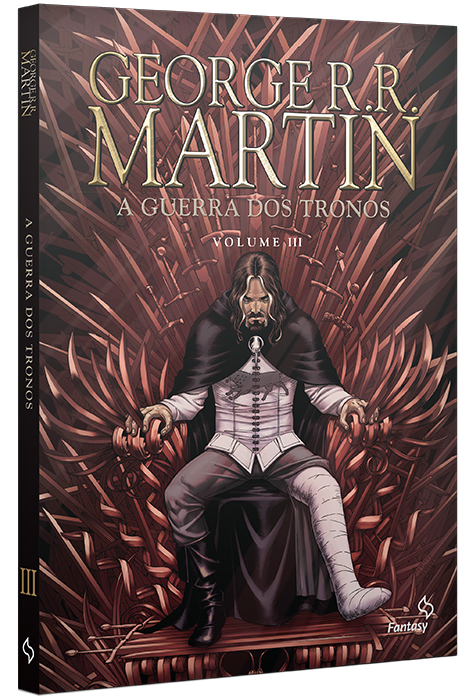 GEORGE R.R.
MARTIN
A GUERRA DOS TRONOS
VOLUME III
Fantasy
GEORGE R.R.
MARTIN
A GUERRA DOS TRONOS
III